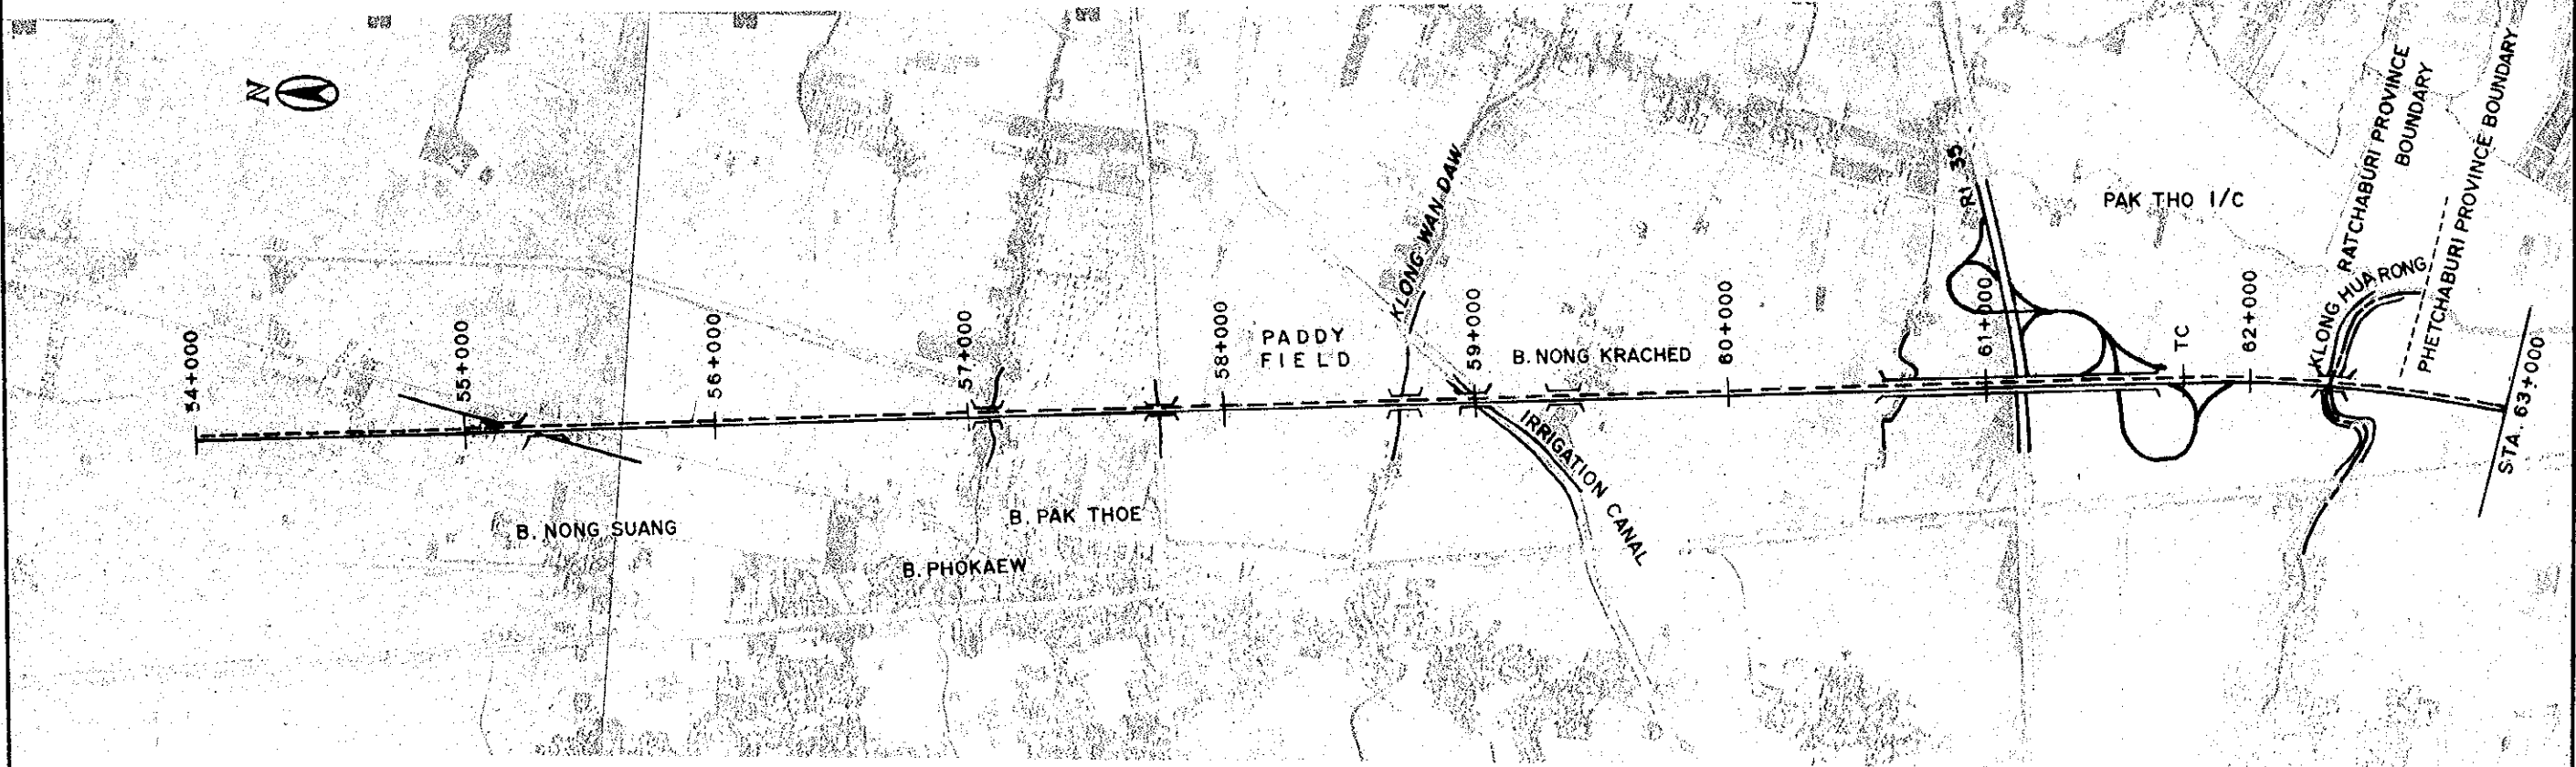 N
54+000
55+000
56+000
57+000
58+000
PADDY
FIELD
KLONG WAN DAW
59+000
B. NONG KRACHED
60+000
61+000
R1 35
PAK THO I/C
TC
62+000
KLONG HUA RONG
RATCHABURI PROVINCE
BOUNDARY
PHETCHABURI PROVINCE BOUNDARY
STA. 63+000
B. NONG SUANG
B. PHOKAEW
B. PAK THOE
IRRIGATION CANAL